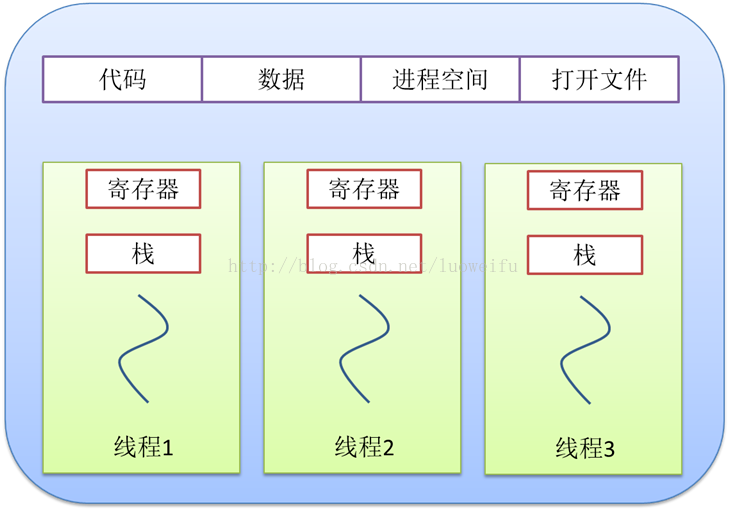 代码 数据 进程空间 打开文件
寄存器 寄存器 寄存器
栈 栈 栈
http://blog.csdn.net/luoweifu
线程1 线程2 线程3